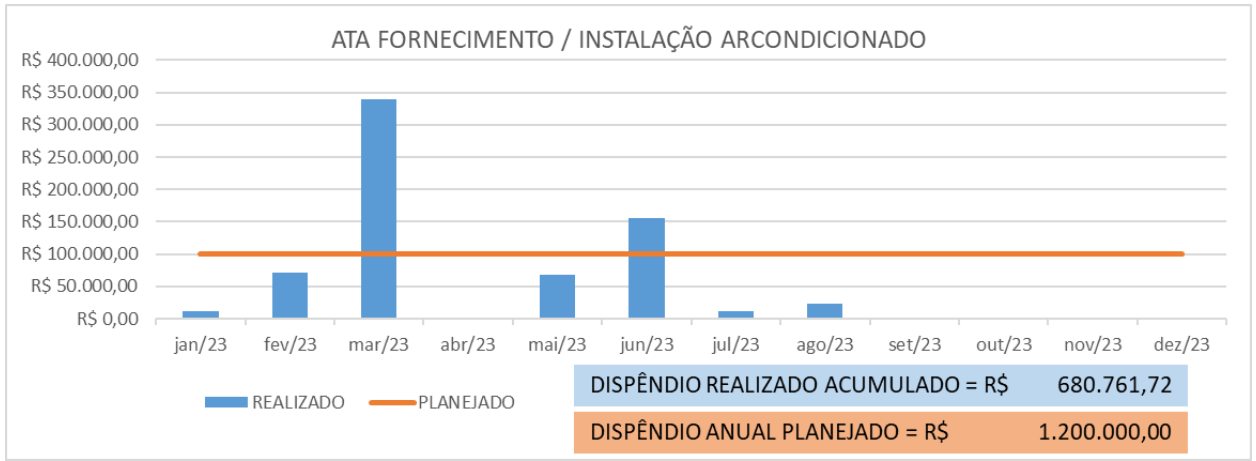 ATA FORNECIMENTO / INSTALAÇÃO ARCONDICIONADO
R$ 400.000,00
R$ 350.000,00
R$ 300.000,00
R$ 250.000,00
R$ 200.000,00
R$ 150.000,00
R$ 100.000,00
R$ 50.000,00
R$ 0,00
jan/23 fev/23 mar/23 abr/23 mai/23 jun/23 jul/23 ago/23 set/23 out/23 nov/23 dez/23
REALIZADO PLANEJADO
DISPÊNDIO REALIZADO ACUMULADO = R$ 680.761,72
DISPÊNDIO ANUAL PLANEJADO = R$ 1.200.000,00